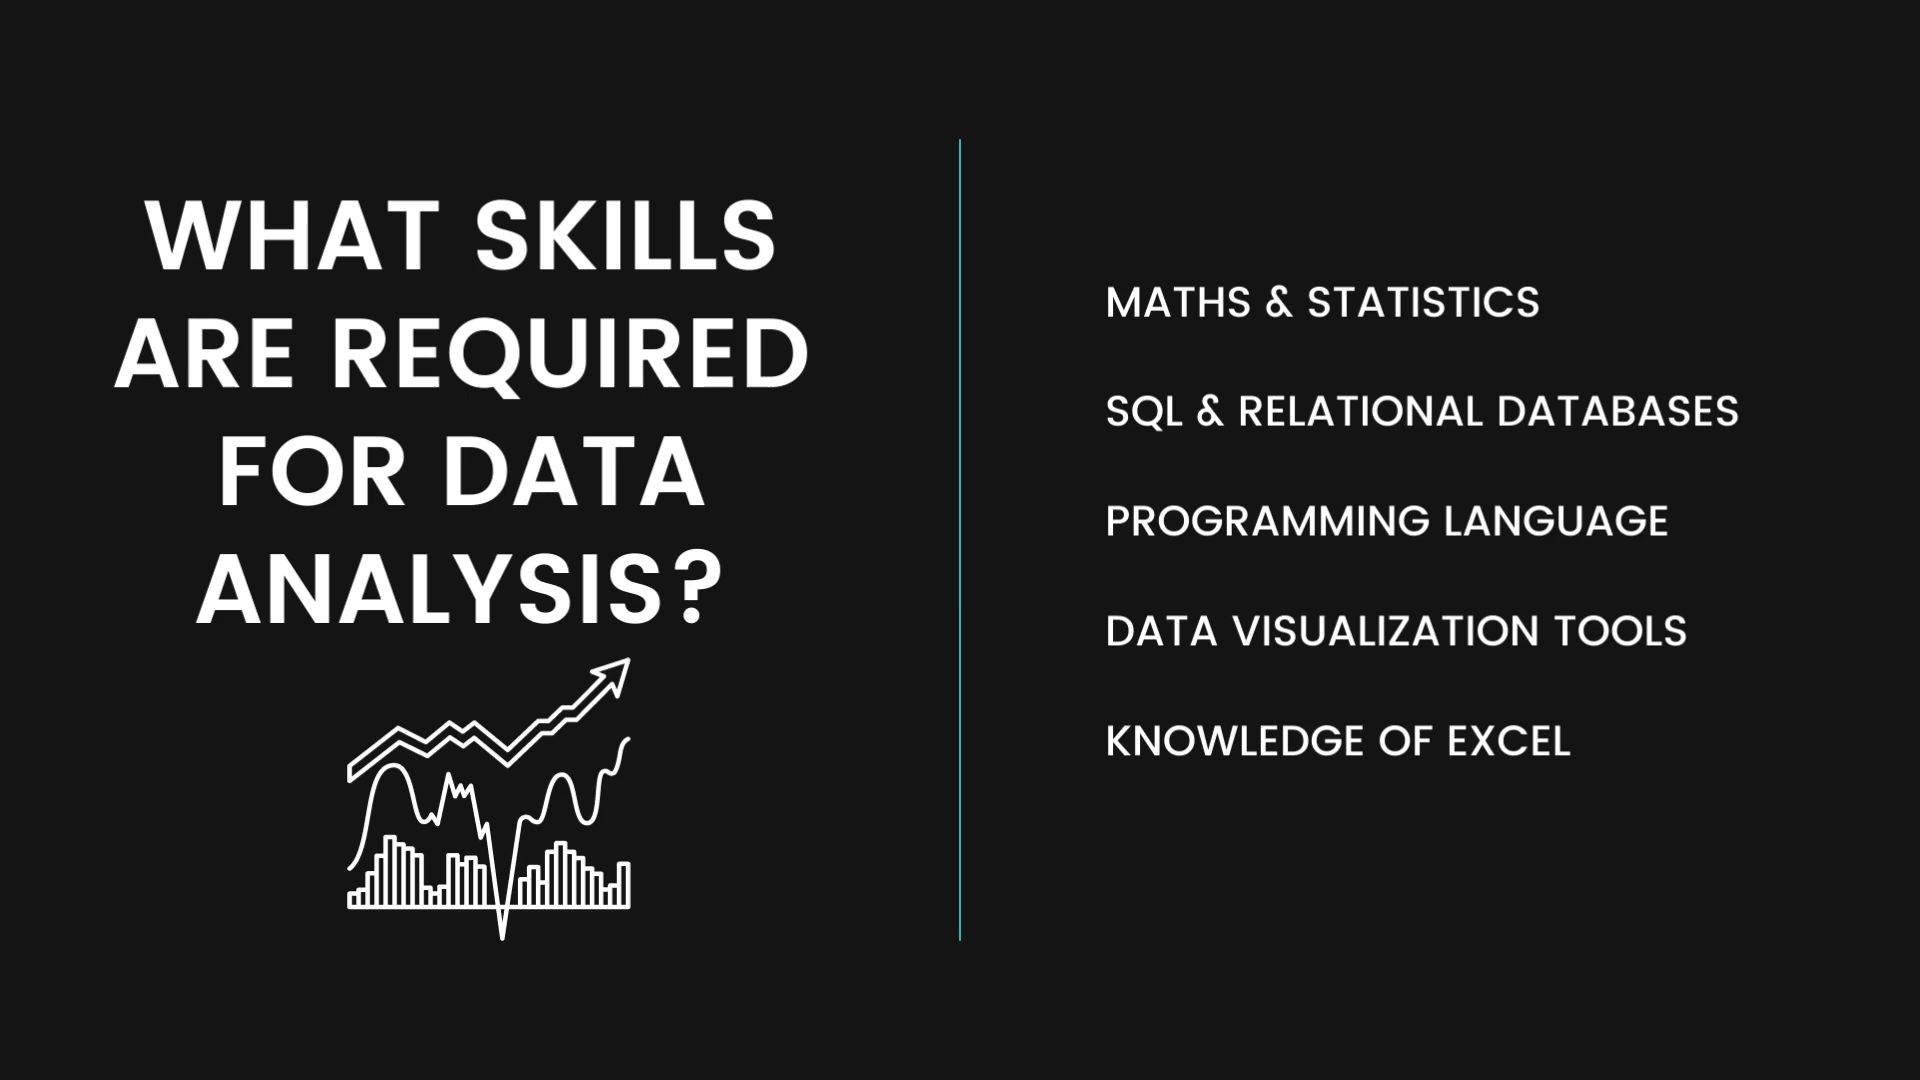 WHAT SKILLS
ARE REQUIRED
FOR DATA
ANALYSIS?
MATHS & STATISTICS
SQL & RELATIONAL DATABASES
PROGRAMMING LANGUAGE
DATA VISUALIZATION TOOLS
KNOWLEDGE OF EXCEL